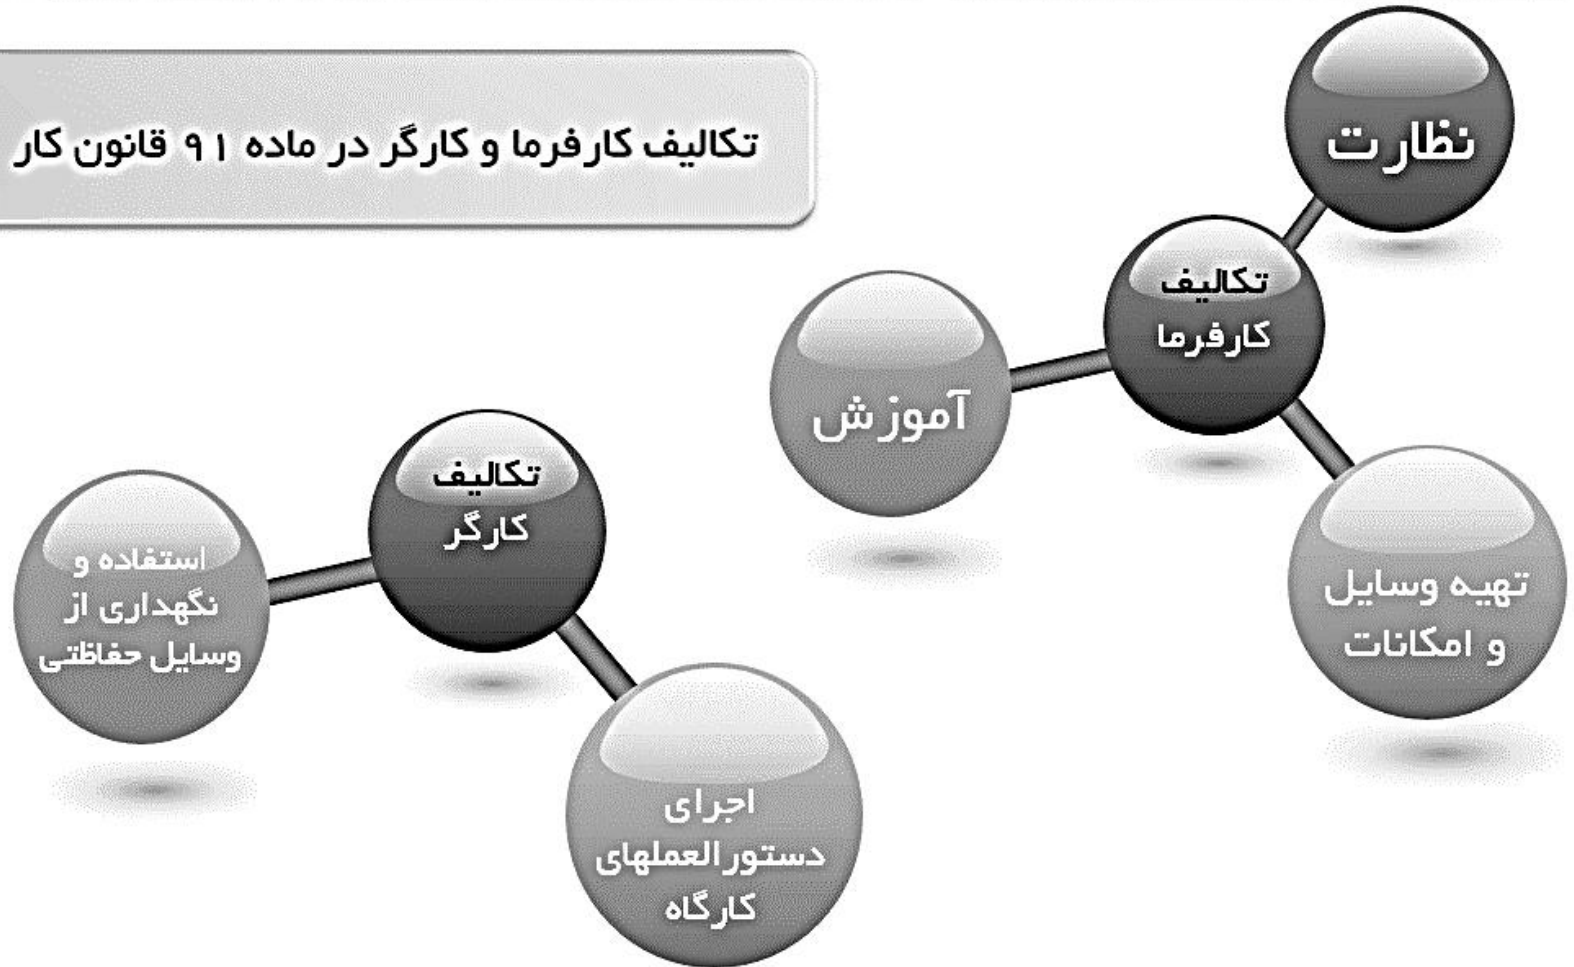 تکالیف کارفرما و کارگر در ماده ۹۱ قانون کار
نظارت
تکالیف
کارفرما
آموزش
تهیه وسایل
و امکانات
تکالیف
کارگر
استفاده و
نگهداری از
وسایل حفاظتی
اجرای
دستورالعملهای
کارگاه